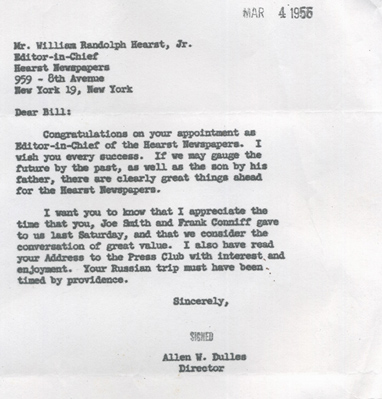 MAR 4 1955
Mr. William Randolph Hearst, Jr.
Editor-in-Chief
Hearst Newspapers
959 - 8th Avenue
New York 19, New York
Dear Bill:
Congratulations on your appointment as
Editor-in-Chief of the Hearst Newspapers. I
wish you every success. If we may gauge the
future by the past, as well as the son by his
father, there are clearly great things ahead
for the Hearst Newspapers.
I want you to know that I appreciate the
time that you, Joe Smith and Frank Conniff gave
to us last Saturday, and that we consider the
conversation of great value. I also have read
your Address to the Press Club with interest and
enjoyment. Your Russian trip must have been
timed by providence.
Sincerely,
SIGNED
Allen W. Dulles
Director